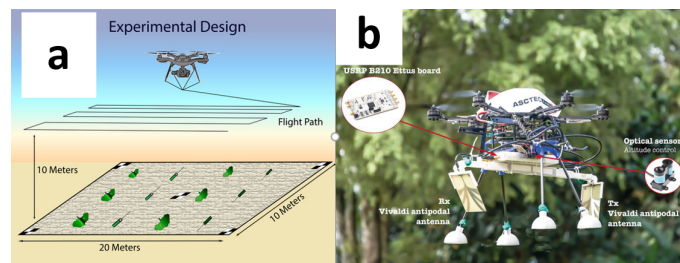 a
Experimental Design
Flight Path
10 Meters
10 Meters
20 Meters
b
USRP B210 Ettus board
ASCTEC
Optical sensor
Altitude control
Rx
Vivaldi antipodal
antenna
Tx
Vivaldi antipodal
antenna